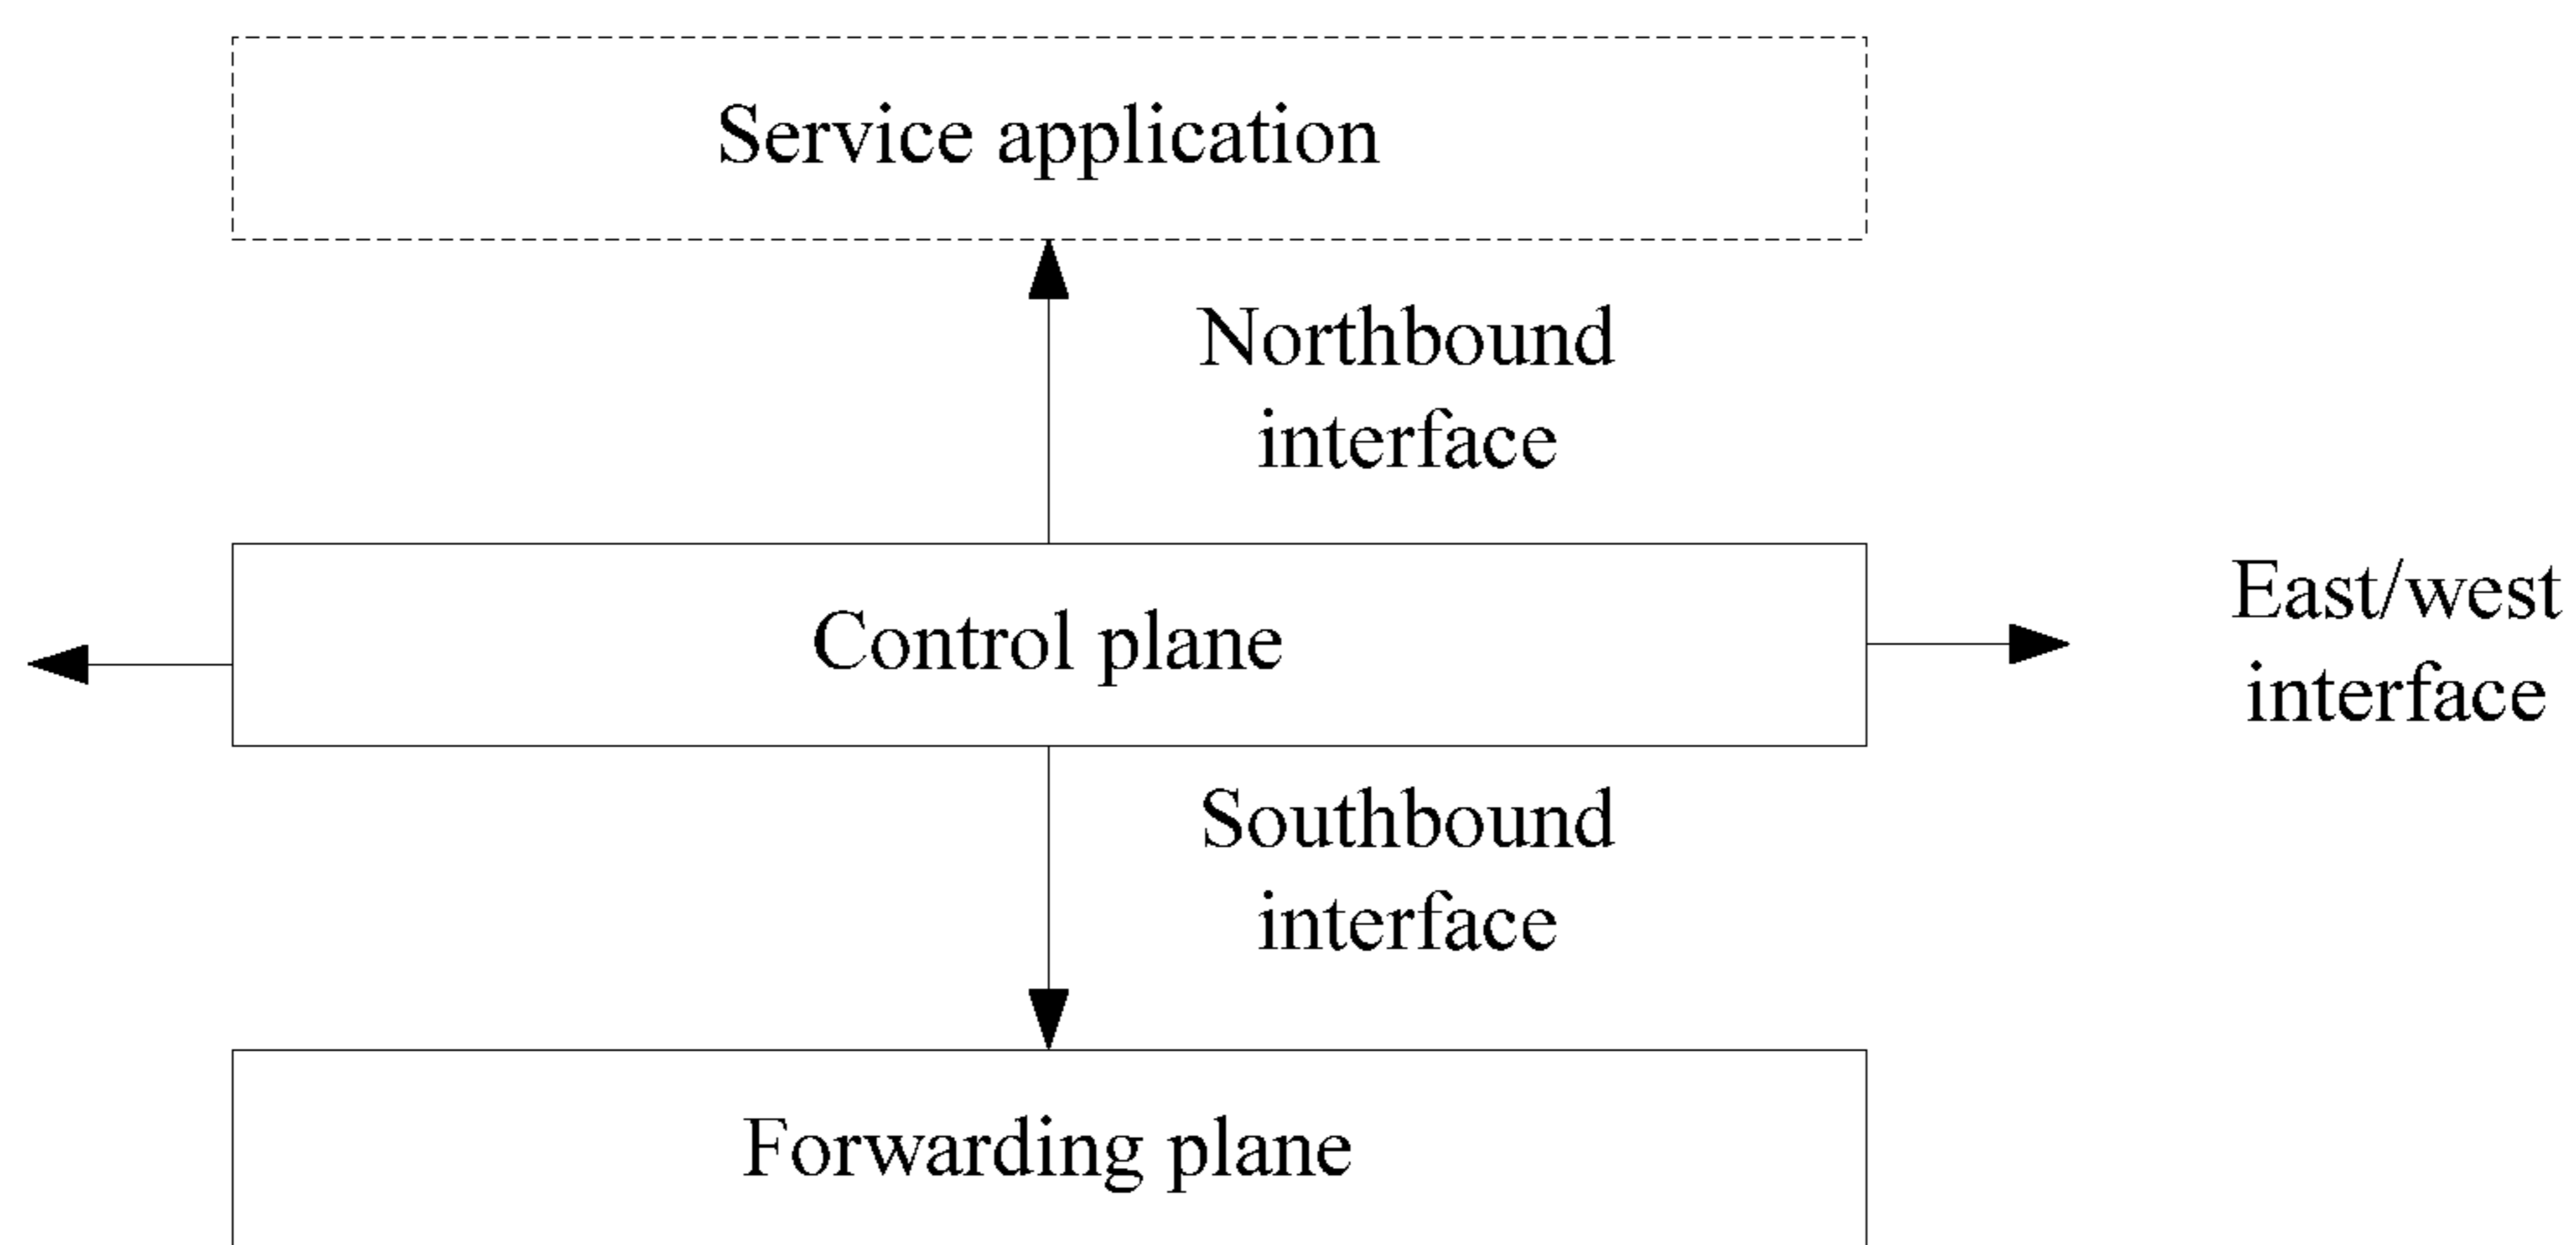 Service application
Northbound
interface
Control plane
East/west
interface
Southbound
interface
Forwarding plane